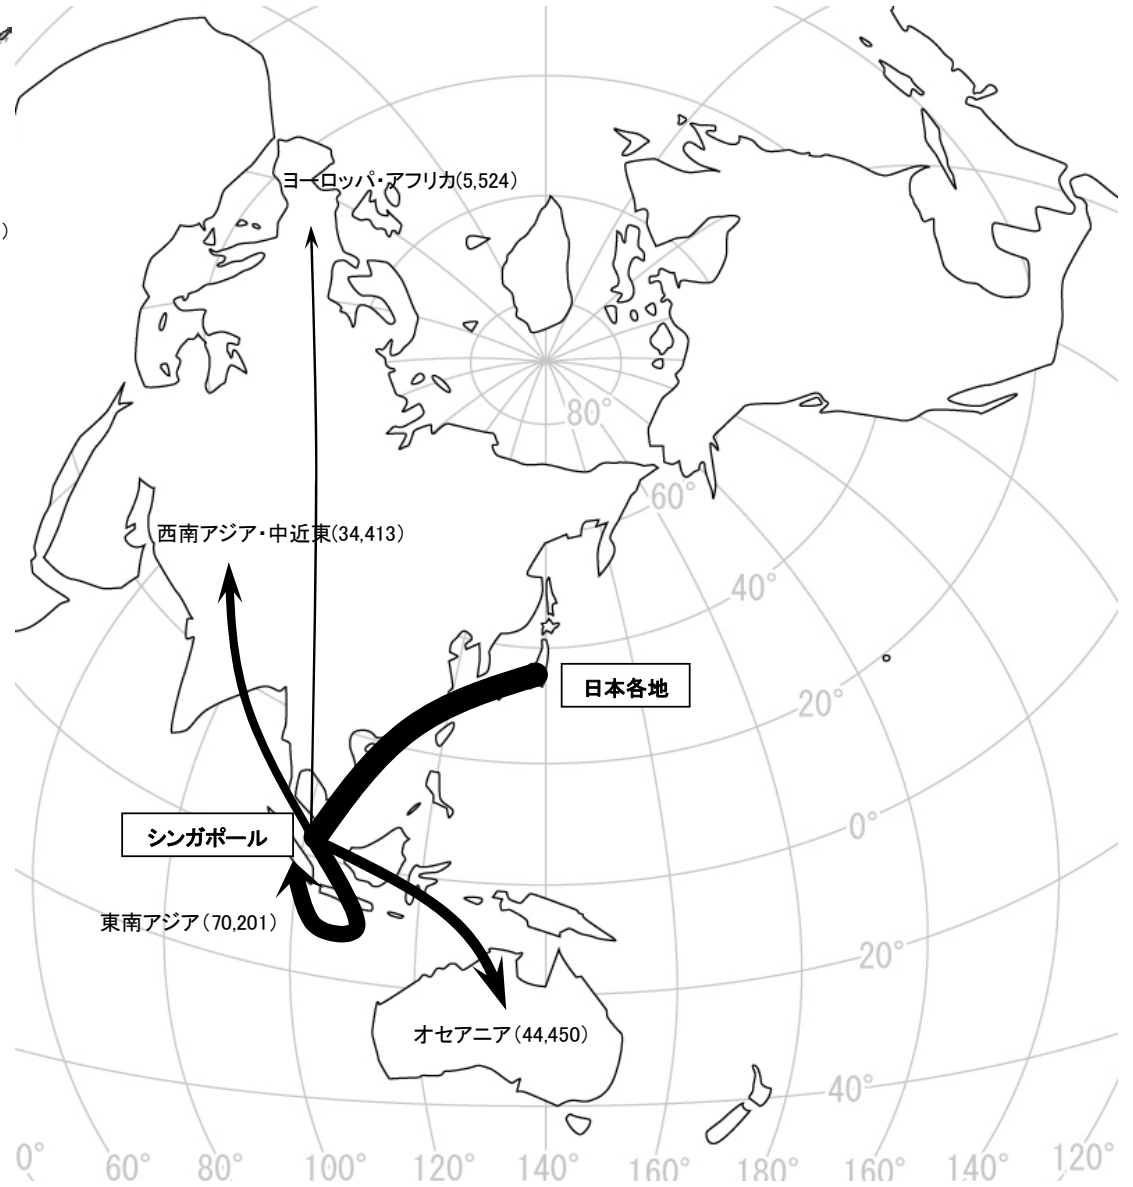 ヨーロッパ・アフリカ(5,524)
)
80°
60°
西南アジア・中近東(34,413)
40°
日本各地
20°
シンガポール
0°
東南アジア(70,201)
20°
オセアニア(44,450)
40°
0° 60° 80° 100° 120° 140° 160° 180° 160° 140° 120°